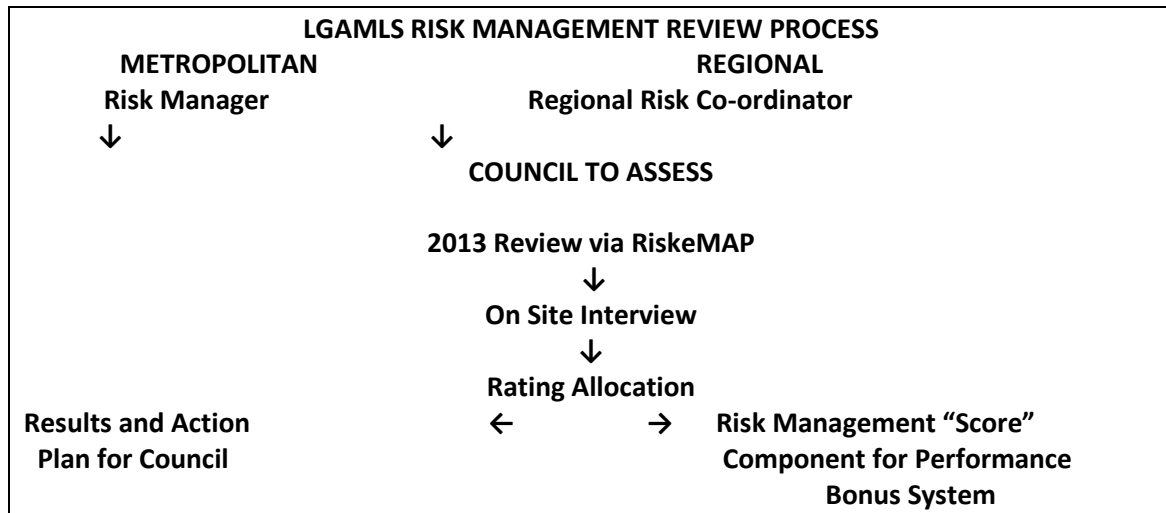 LGAMLS RISK MANAGEMENT REVIEW PROCESS
METROPOLITAN REGIONAL
Risk Manager Regional Risk Co-ordinator
↓ ↓
COUNCIL TO ASSESS
2013 Review via RiskeMAP
↓
On Site Interview
↓
Rating Allocation
Results and Action ← → Risk Management “Score”
Plan for Council Component for Performance
Bonus System